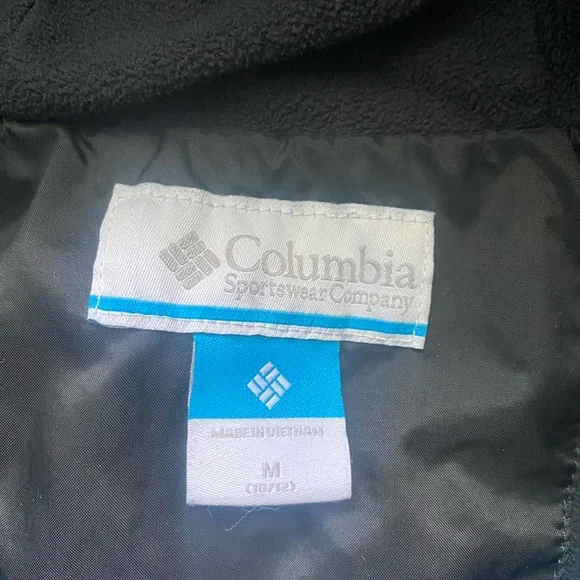 Columbia
Sportswear Company
MADE IN VIETNAM
M
(10/12)